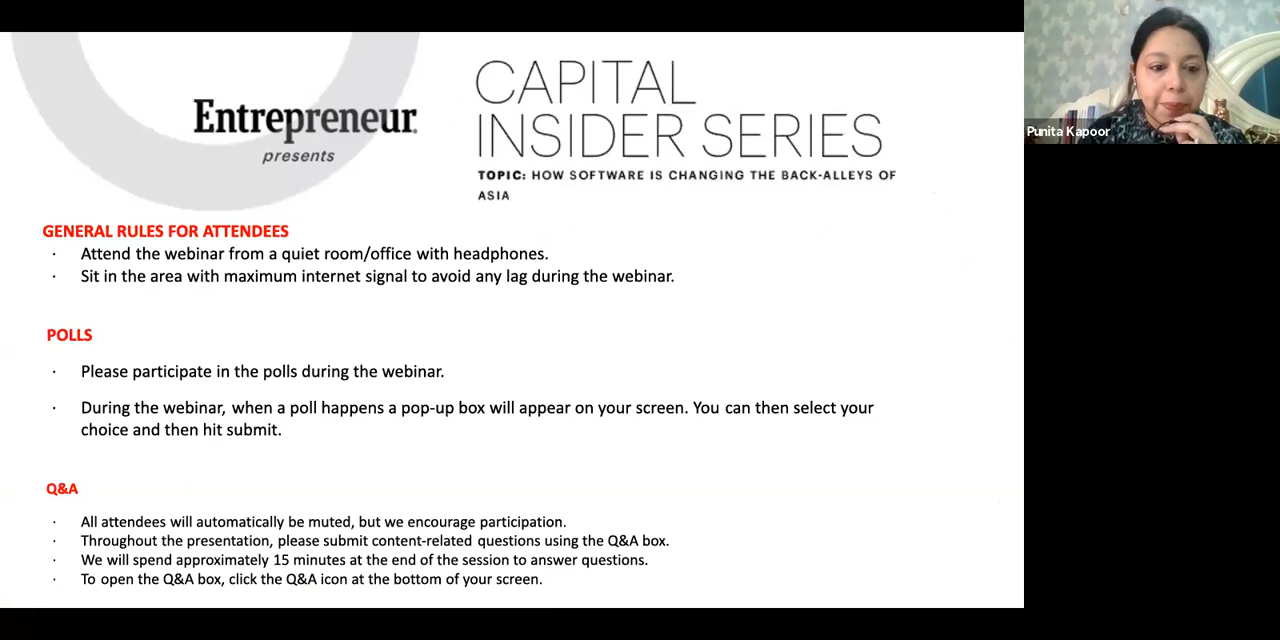 Entrepreneur
presents
CAPITAL
INSIDER SERIES
TOPIC: HOW SOFTWARE IS CHANGING THE BACK-ALLEYS OF
ASIA
Punita Kapoor
GENERAL RULES FOR ATTENDEES
· Attend the webinar from a quiet room/office with headphones.
· Sit in the area with maximum internet signal to avoid any lag during the webinar.
POLLS
· Please participate in the polls during the webinar.
· During the webinar, when a poll happens a pop-up box will appear on your screen. You can then select your
choice and then hit submit.
Q&A
· All attendees will automatically be muted, but we encourage participation.
· Throughout the presentation, please submit content-related questions using the Q&A box.
· We will spend approximately 15 minutes at the end of the session to answer questions.
· To open the Q&A box, click the Q&A icon at the bottom of your screen.